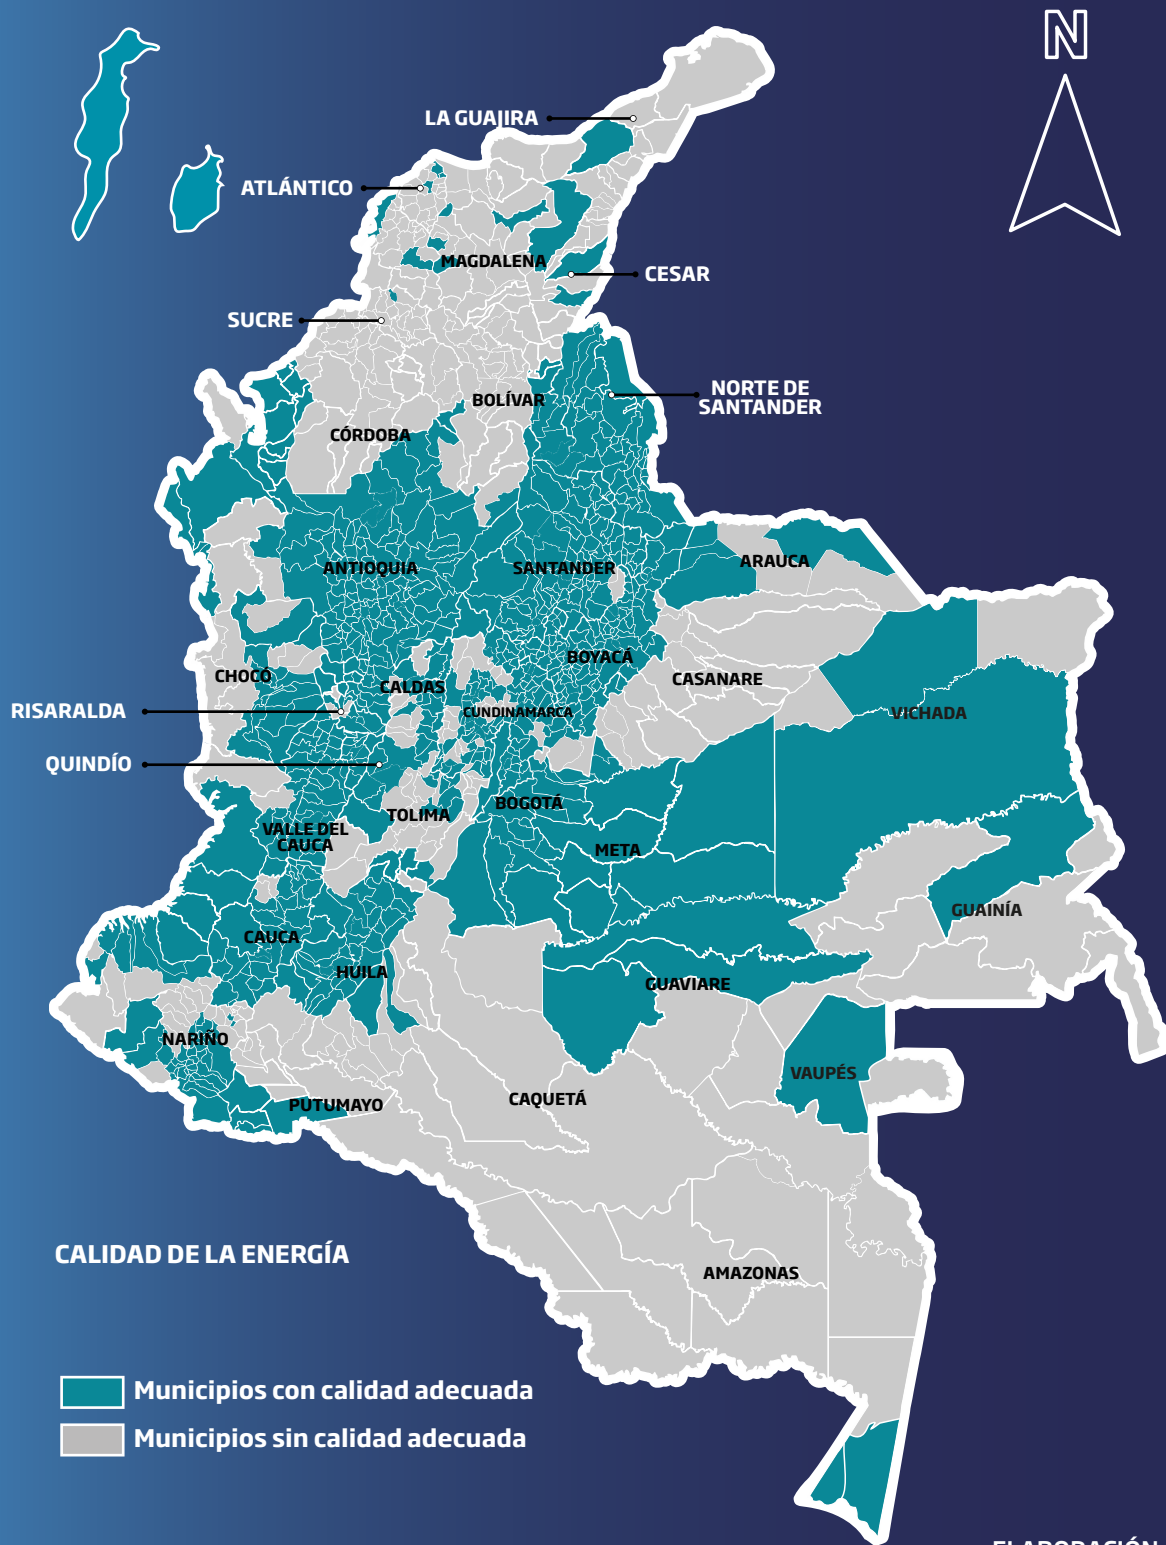 N
LA GUAJIRA
ATLÁNTICO
MAGDALENA
CESAR
SUCRE
NORTE DE
SANTANDER
BOLÍVAR
CÓRDOBA
ANTIOQUIA
SANTANDER
ARAUCA
BOYACÁ
CHOCÓ
CALDAS
CASANARE
RISARALDA
CUNDINAMARCA
VICHADA
QUINDÍO
BOGOTÁ
TOLIMA
VALLE DEL
CAUCA
META
GUAINÍA
CAUCA
HUILA
GUAVIARE
NARIÑO
VAUPÉS
PUTUMAYO
CAQUETÁ
CALIDAD DE LA ENERGÍA
AMAZONAS
Municipios con calidad adecuada
Municipios sin calidad adecuada
ELABORACIÓN